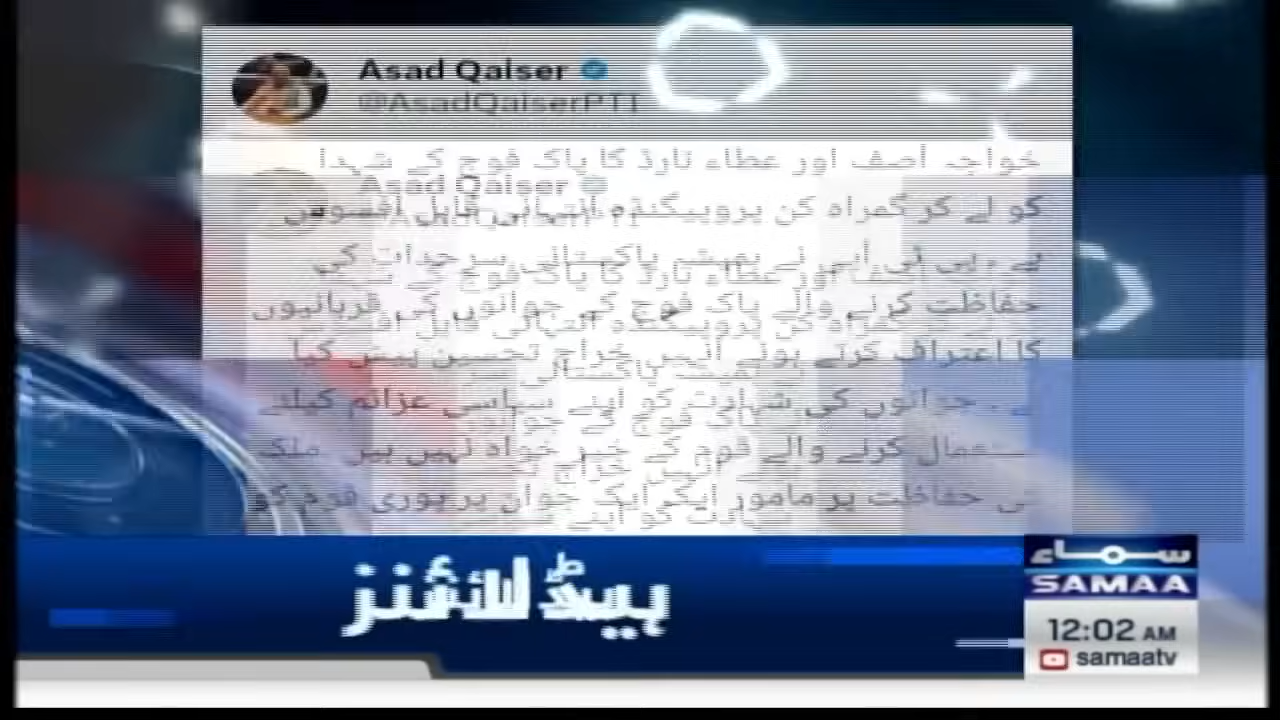 Asad Qaiser
@AsadQaiserPTI
خواجہ آصف اور عطاء تارڑ کا پاک فوج کے شہدا
کو لے کر گمراہ کن پروپیگنڈہ انتہائی قابل افسوس
ہے۔ پی ٹی آئی نے ہمیشہ پاکستانی سرحدات کی
حفاظت کرنے والے پاک فوج کے جوانوں کی قربانیوں
کا اعتراف کرتے ہوئے انہیں خراج تحسین پیش کیا
جوانوں کی شہادت کو اپنے سیاسی عزائم کیلئے
استعمال کرنے والے قوم کے خیر خواہ نہیں ہیں ملک
کی حفاظت پر مامور ایک ایک جوان پر پوری قوم کو
Asad Qaiser
ہیڈ لائنز
سماء
SAMAA
12:02 AM
samaatv